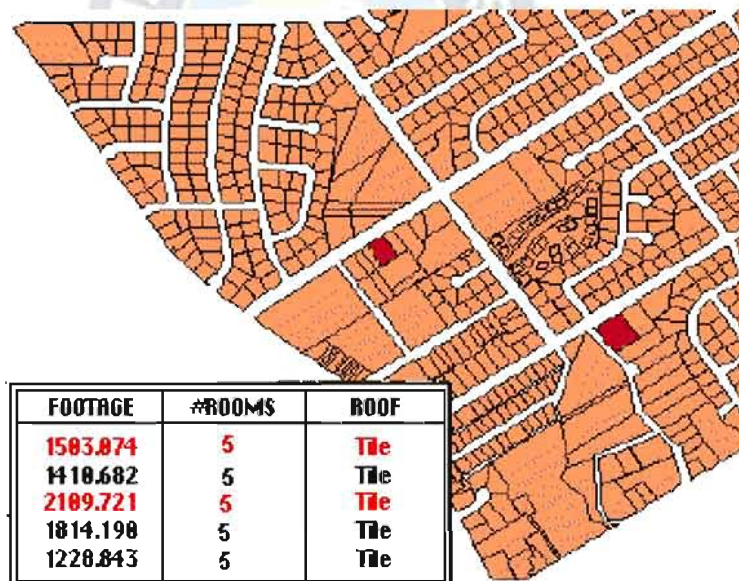 FOOTAGE #ROOMS ROOF
1503.074 5 Tile
1410.682 5 Tile
2109.721 5 Tile
1814.190 5 Tile
1220.843 5 Tile